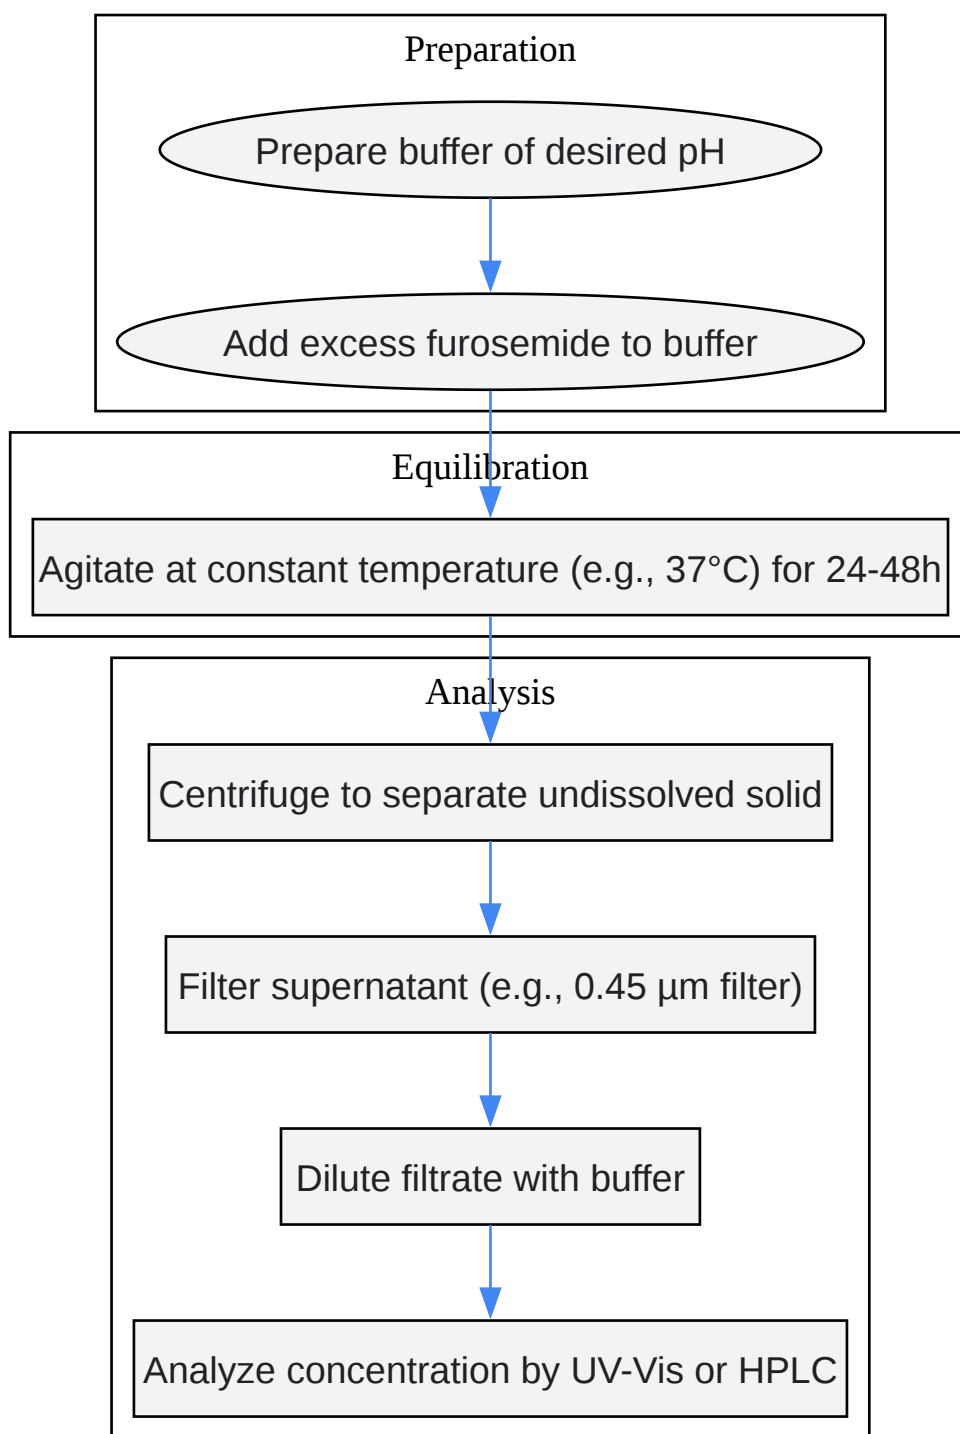 Preparation
Prepare buffer of desired pH
Add excess furosemide to buffer
Equilibration
Agitate at constant temperature (e.g., 37°C) for 24-48h
Analysis
Centrifuge to separate undissolved solid
Filter supernatant (e.g., 0.45 µm filter)
Dilute filtrate with buffer
Analyze concentration by UV-Vis or HPLC